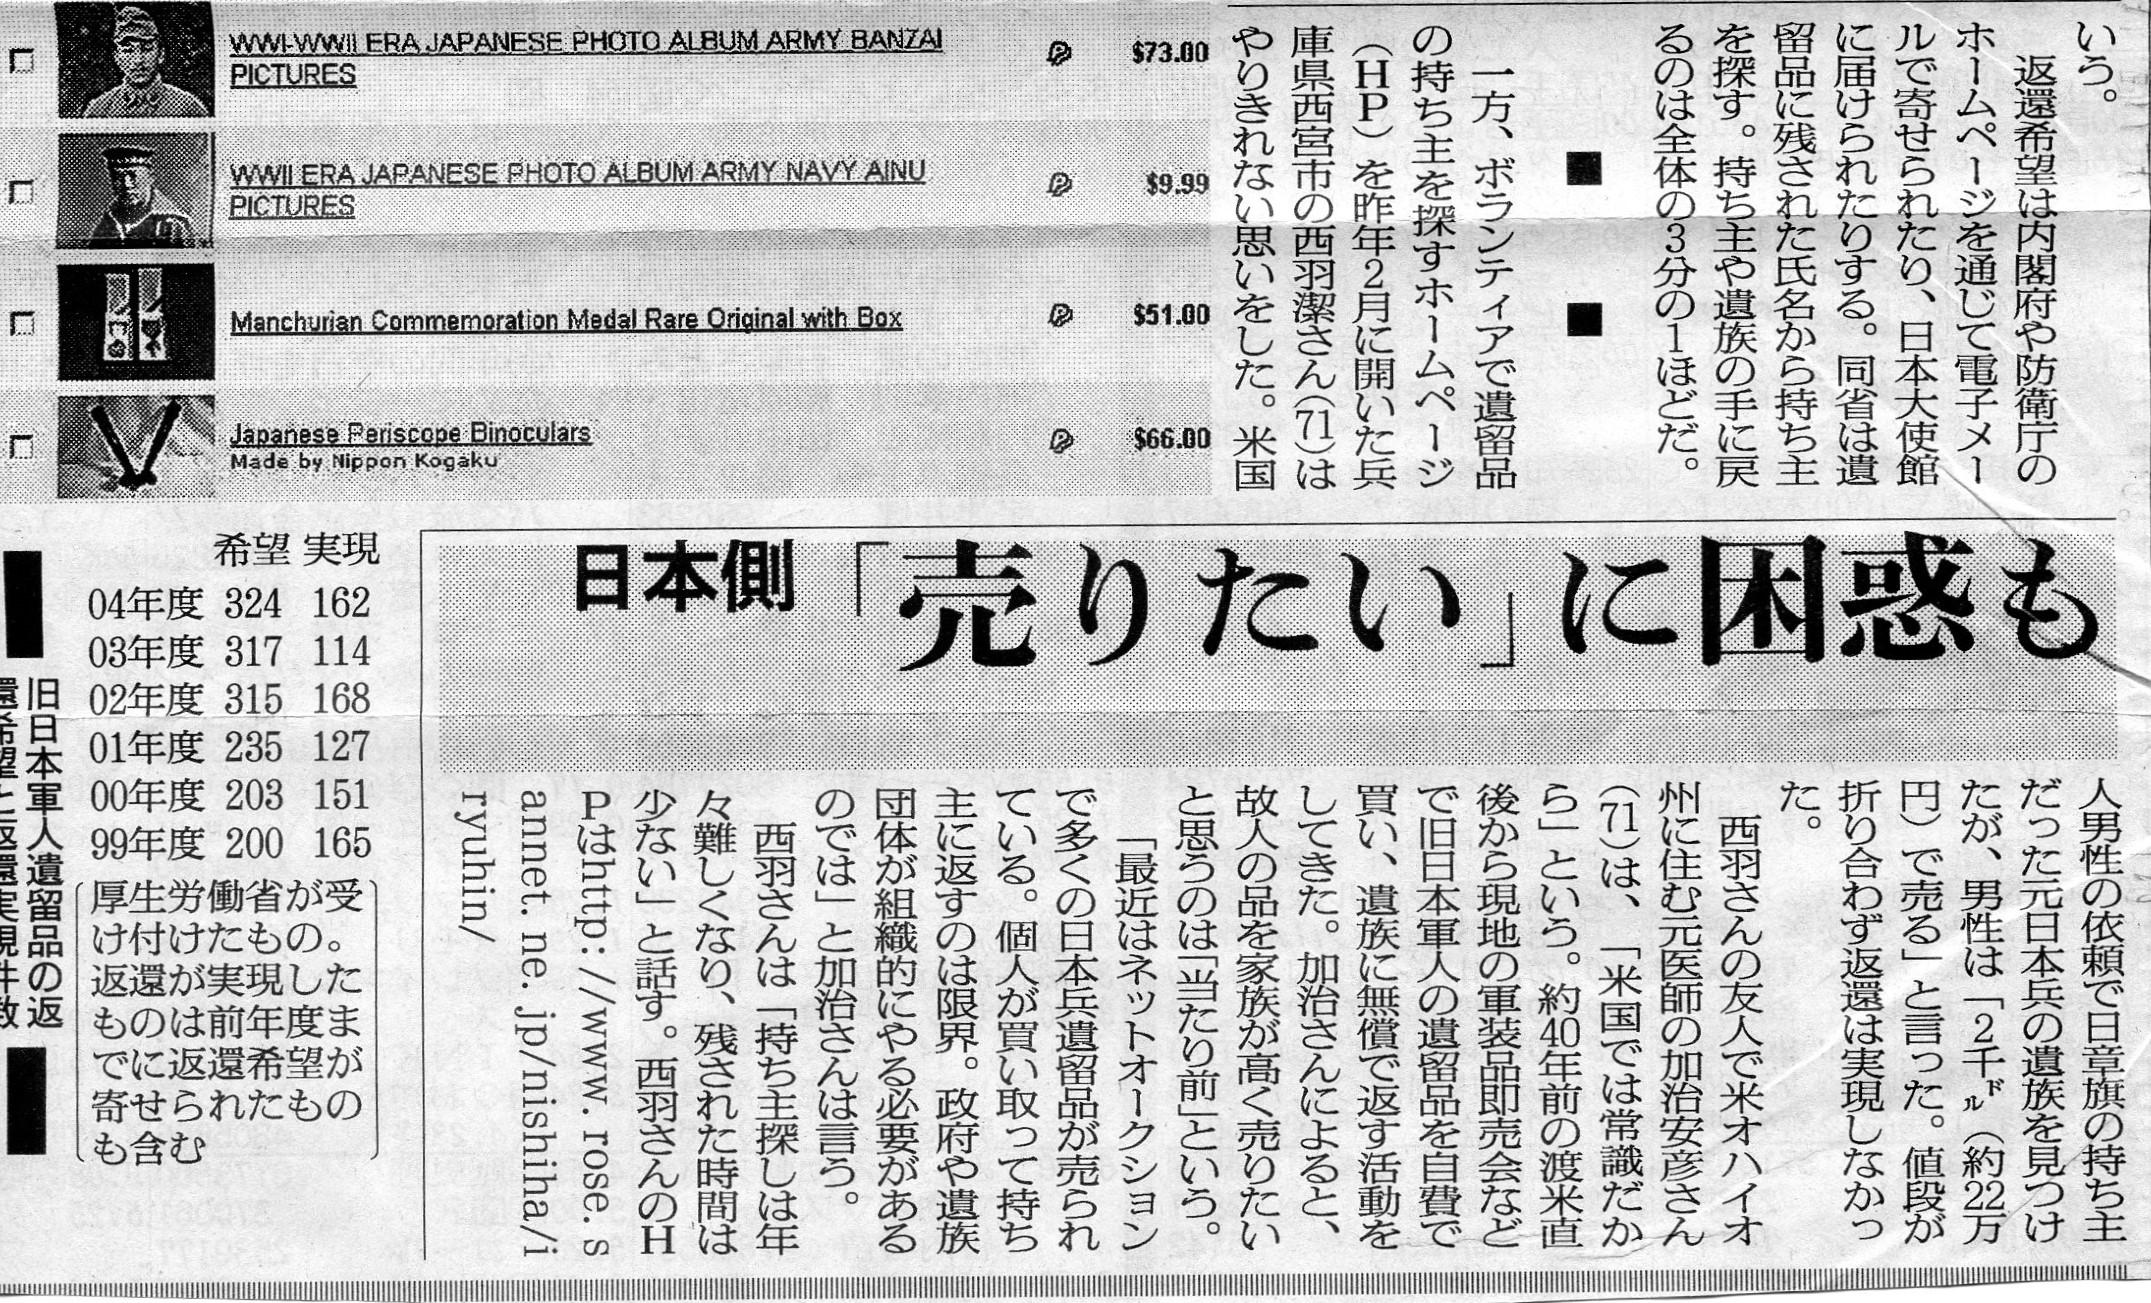 いう。
返還希望は内閣府や防衛庁の
ホームページを通じて電子メー
ルで寄せられたり、日本大使館
に届けられたりする。同省は遺
留品に残された氏名から持ち主
を探す。持ち主や遺族の手に戻
るのは全体の3分の1ほどだ。
■ ■
一方、ボランティアで遺留品
の持ち主を探すホームページ
(HP)を昨年2月に開いた兵
庫県西宮市の西羽潔さん(71)は
やりきれない思いをした。米国
WWI-WWII ERA JAPANESE PHOTO ALBUM ARMY BANZAI
PICTURES
$73.00
WWII ERA JAPANESE PHOTO ALBUM ARMY NAVY AINU
PICTURES
$9.99
Manchurian Commemoration Medal Rare Original with Box
$51.00
Japanese Periscope Binoculars
Made by Nippon Kogaku
$66.00
日本側「売りたい」に困惑も
人男性の依頼で日章旗の持ち主
だった元日本兵の遺族を見つけ
たが、男性は「2千㌦(約22万
円)で売る」と言った。値段が
折り合わず返還は実現しなかっ
た。
西羽さんの友人で米オハイオ
州に住む元医師の加治安彦さん
(71)は、「米国では常識だか
ら」という。約40年前の渡米直
後から現地の軍装品即売会など
で旧日本軍人の遺留品を自費で
買い、遺族に無償で返す活動を
してきた。加治さんによると、
故人の品を家族が高く売りたい
と思うのは「当たり前」という。
「最近はネットオークション
で多くの日本兵遺留品が売られ
ている。個人が買い取って持ち
主に返すのは限界。政府や遺族
団体が組織的にやる必要がある
のでは」と加治さんは言う。
西羽さんは「持ち主探しは年
々難しくなり、残された時間は
少ない」と話す。西羽さんのH
Pはhttp://www.rose.s
annet.ne.jp/nishiha/i
ryuhin/
旧日本軍人遺留品の返
還希望と返還実現件数
希望 実現
04年度 324 162
03年度 317 114
02年度 315 168
01年度 235 127
00年度 203 151
99年度 200 165
厚生労働省が受
け付けたもの。
返還が実現した
ものは前年度ま
でに返還希望が
寄せられたもの
も含む